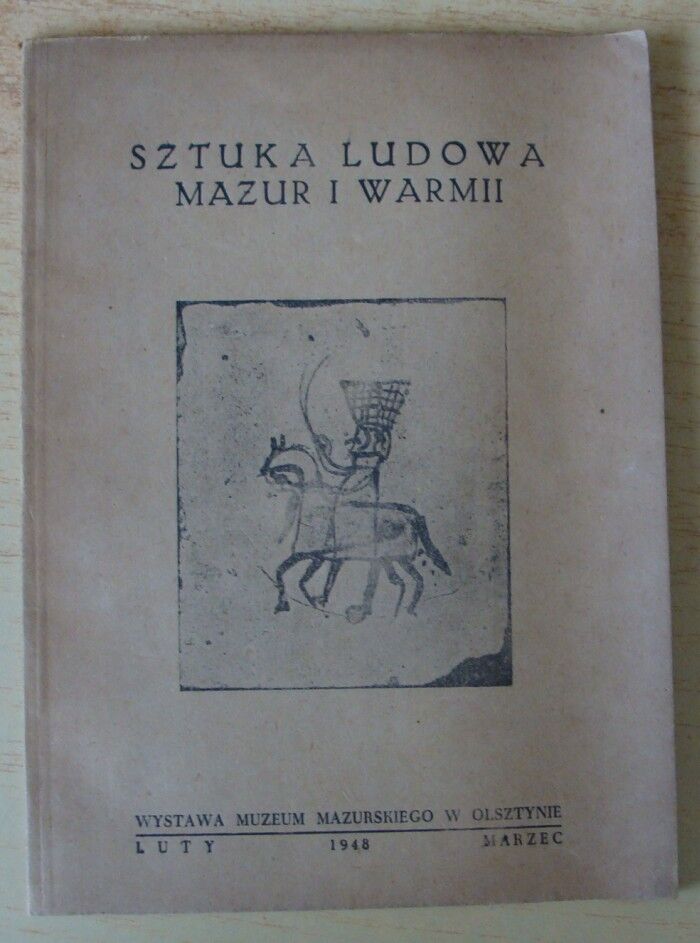 SZTUKA LUDOWA
MAZUR I WARMII
WYSTAWA MUZEUM MAZURSKIEGO W OLSZTYNIE
LUTY 1948 MARZEC